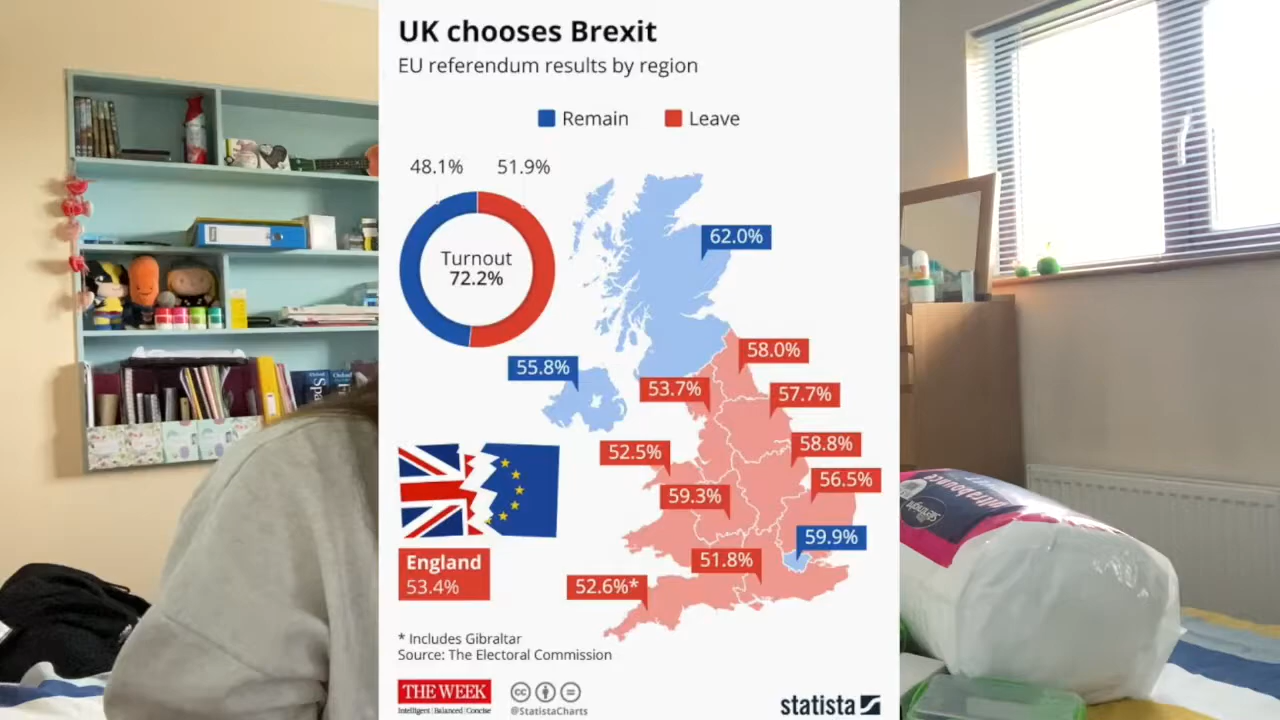 UK chooses Brexit
EU referendum results by region
Remain
Leave
48.1%
51.9%
Turnout
72.2%
62.0%
58.0%
55.8%
53.7%
57.7%
58.8%
52.5%
56.5%
59.3%
59.9%
51.8%
52.6%*
England
53.4%
* Includes Gibraltar
Source: The Electoral Commission
THE WEEK
Intelligent | Balanced | Concise
@StatistaCharts
statista